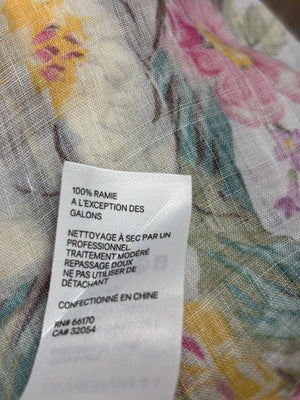 100% RAMIE
A L'EXCEPTION DES
GALONS
NETTOYAGE À SEC PAR UN
PROFESSIONNEL
TRAITEMENT MODÉRÉ
REPASSAGE DOUX
NE PAS UTILISER DE
DÉTACHANT
CONFECTIONNÉ EN CHINE
RN# 66170
CA# 32054